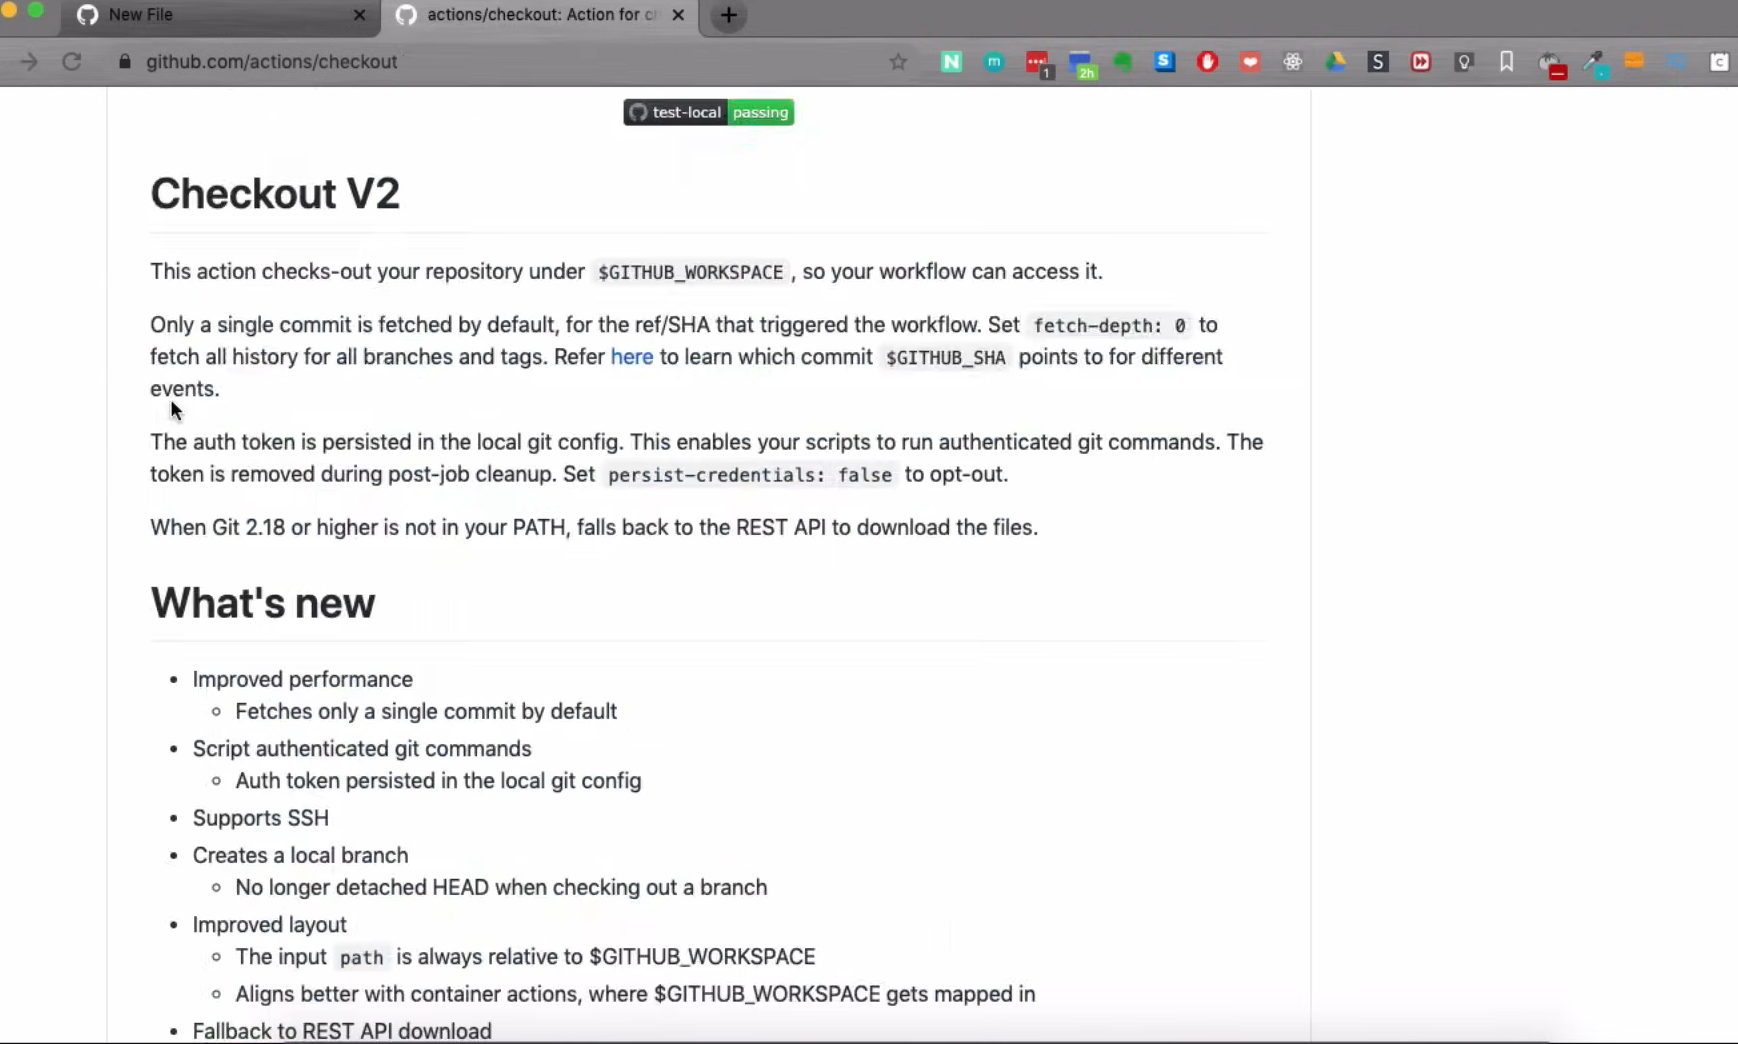 New File
actions/checkout: Action for c
github.com/actions/checkout
N
m
1
2h
S
S
C
test-local passing
Checkout V2
This action checks-out your repository under $GITHUB_WORKSPACE , so your workflow can access it.
Only a single commit is fetched by default, for the ref/SHA that triggered the workflow. Set fetch-depth: 0 to
fetch all history for all branches and tags. Refer here to learn which commit $GITHUB_SHA points to for different
events.
The auth token is persisted in the local git config. This enables your scripts to run authenticated git commands. The
token is removed during post-job cleanup. Set persist-credentials: false to opt-out.
When Git 2.18 or higher is not in your PATH, falls back to the REST API to download the files.
What's new
• Improved performance
◦ Fetches only a single commit by default
• Script authenticated git commands
◦ Auth token persisted in the local git config
• Supports SSH
• Creates a local branch
◦ No longer detached HEAD when checking out a branch
• Improved layout
◦ The input path is always relative to $GITHUB_WORKSPACE
◦ Aligns better with container actions, where $GITHUB_WORKSPACE gets mapped in
• Fallback to REST API download